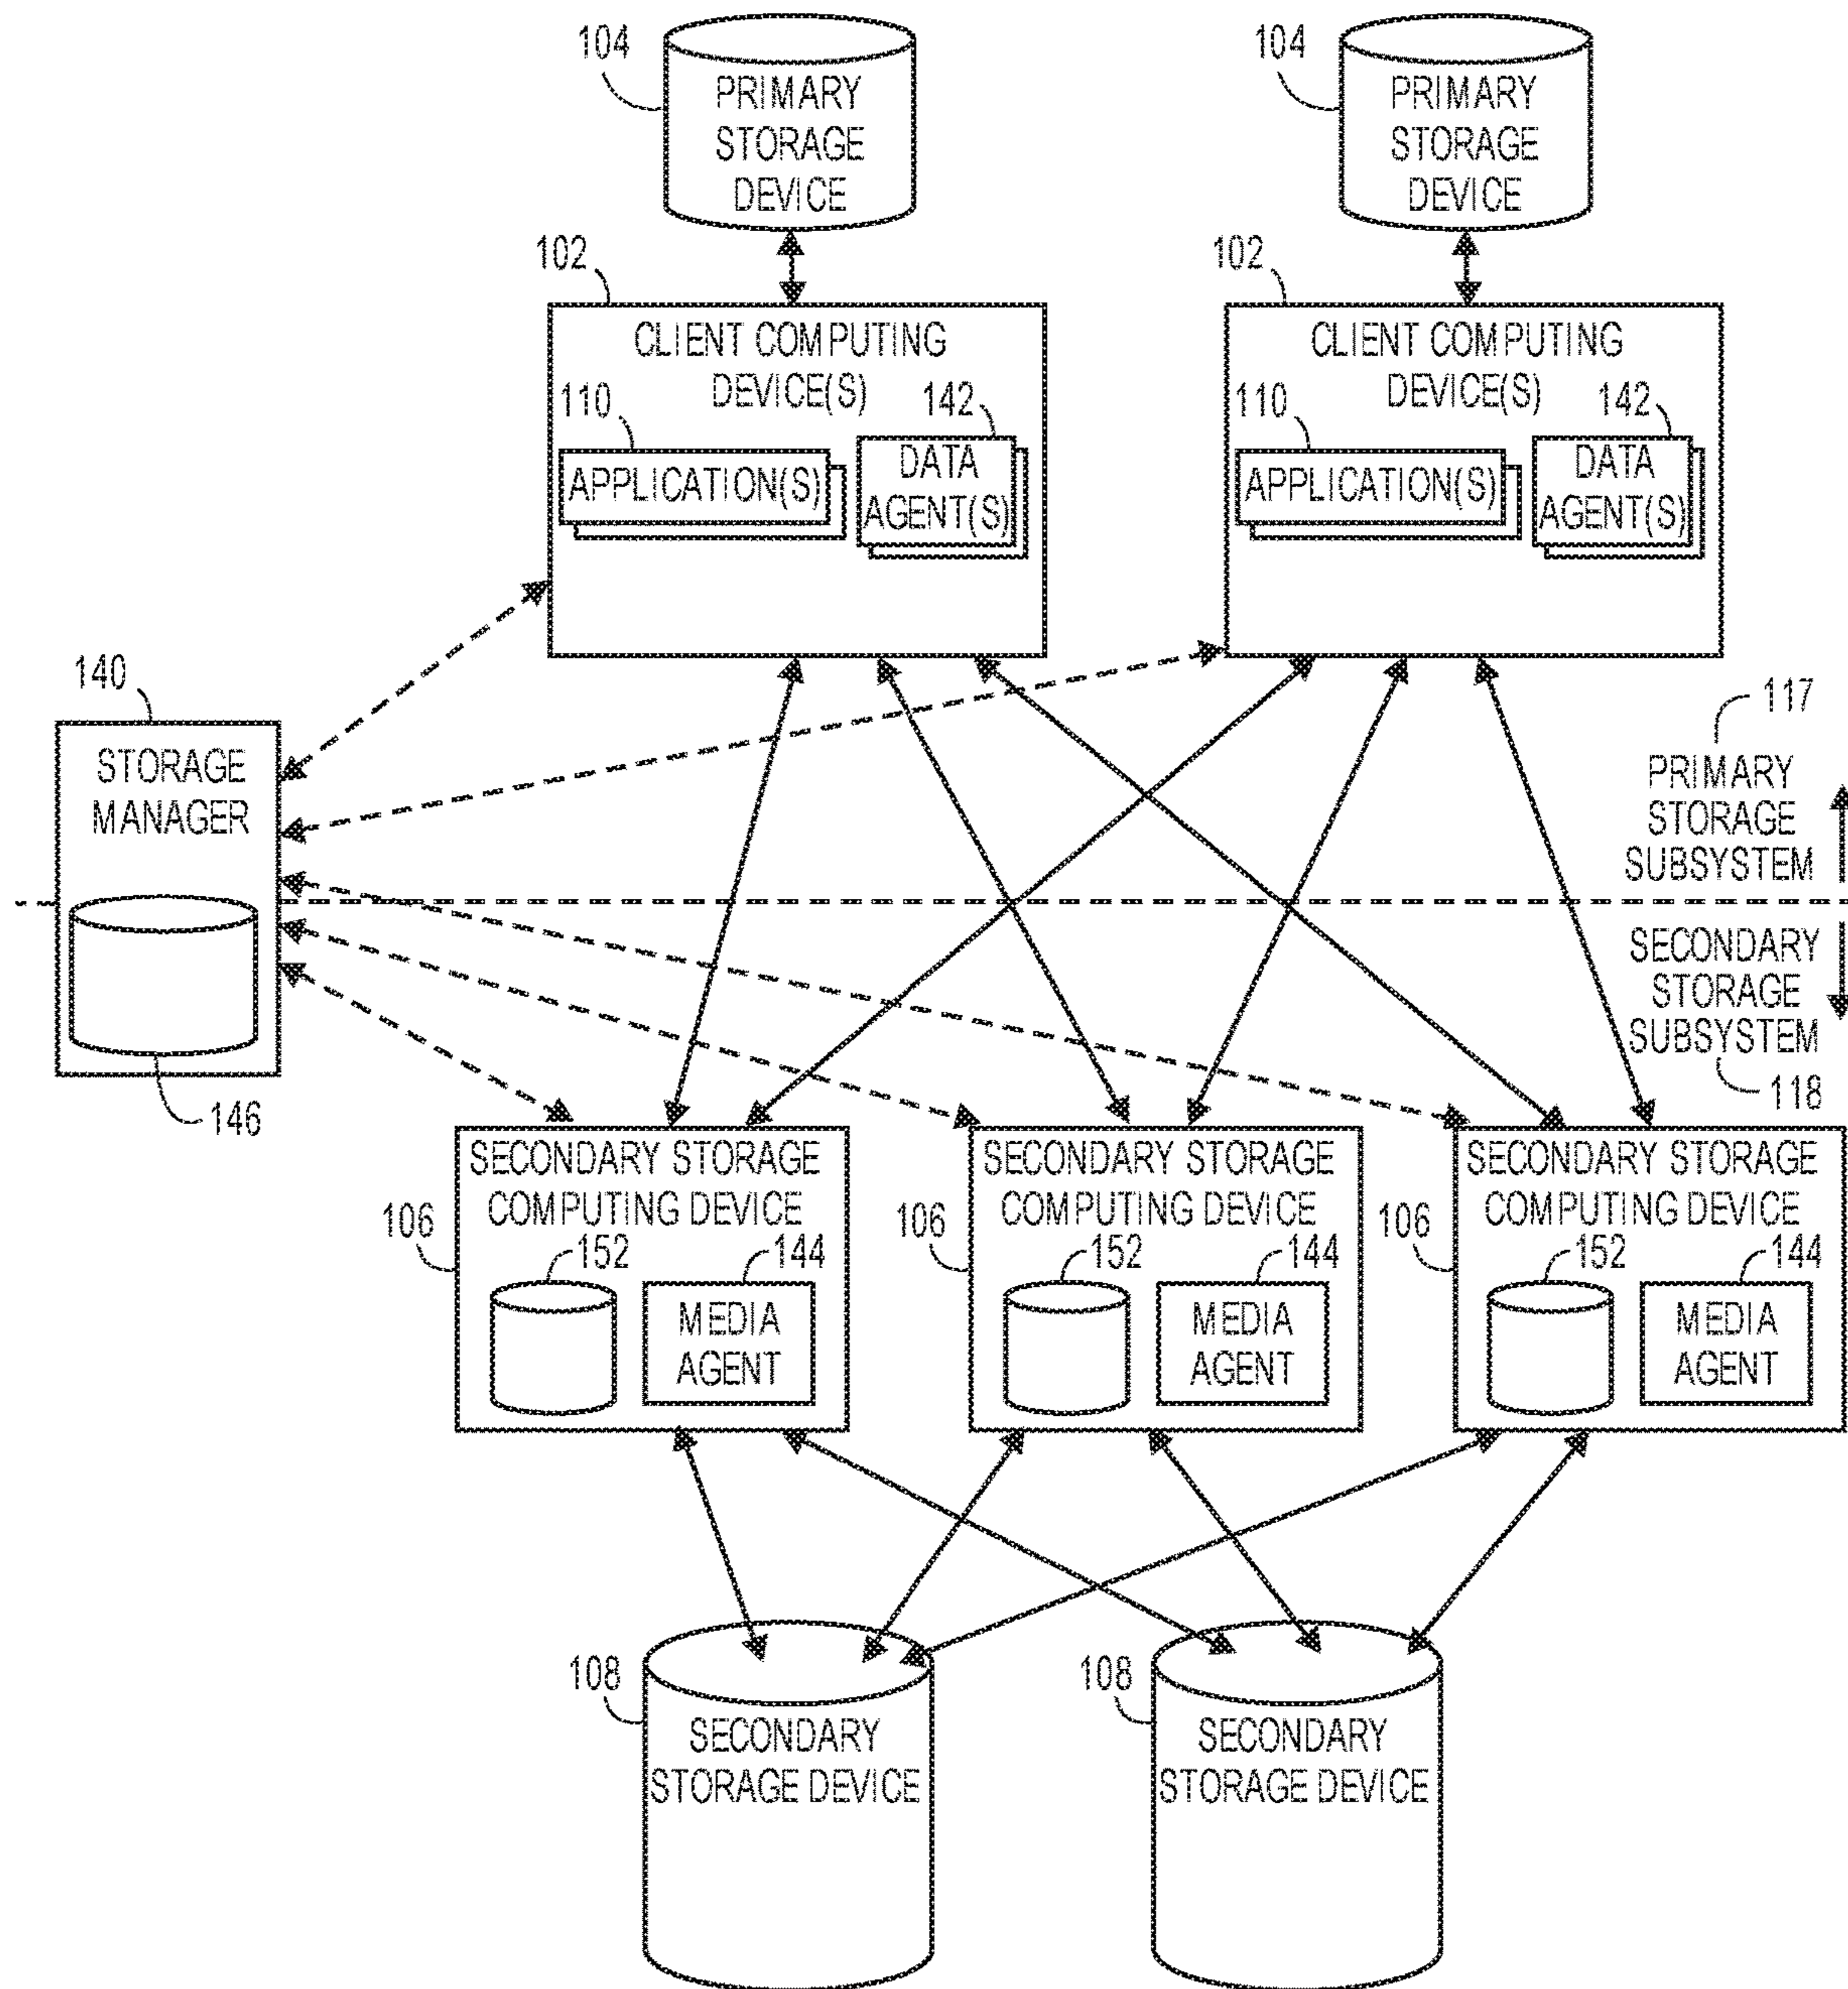 104
PRIMARY
STORAGE
DEVICE
104
PRIMARY
STORAGE
DEVICE
102
CLIENT COMPUTING
DEVICE(S)
110
142
APPLICATION(S)
DATA
AGENT(S)
102
CLIENT COMPUTING
DEVICE(S)
110
142
APPLICATION(S)
DATA
AGENT(S)
140
STORAGE
MANAGER
146
117
PRIMARY
STORAGE
SUBSYSTEM
SECONDARY
STORAGE
SUBSYSTEM
118
SECONDARY STORAGE
COMPUTING DEVICE
106
152
144
MEDIA
AGENT
SECONDARY STORAGE
COMPUTING DEVICE
106
152
144
MEDIA
AGENT
SECONDARY STORAGE
COMPUTING DEVICE
106
152
144
MEDIA
AGENT
108
SECONDARY
STORAGE DEVICE
108
SECONDARY
STORAGE DEVICE